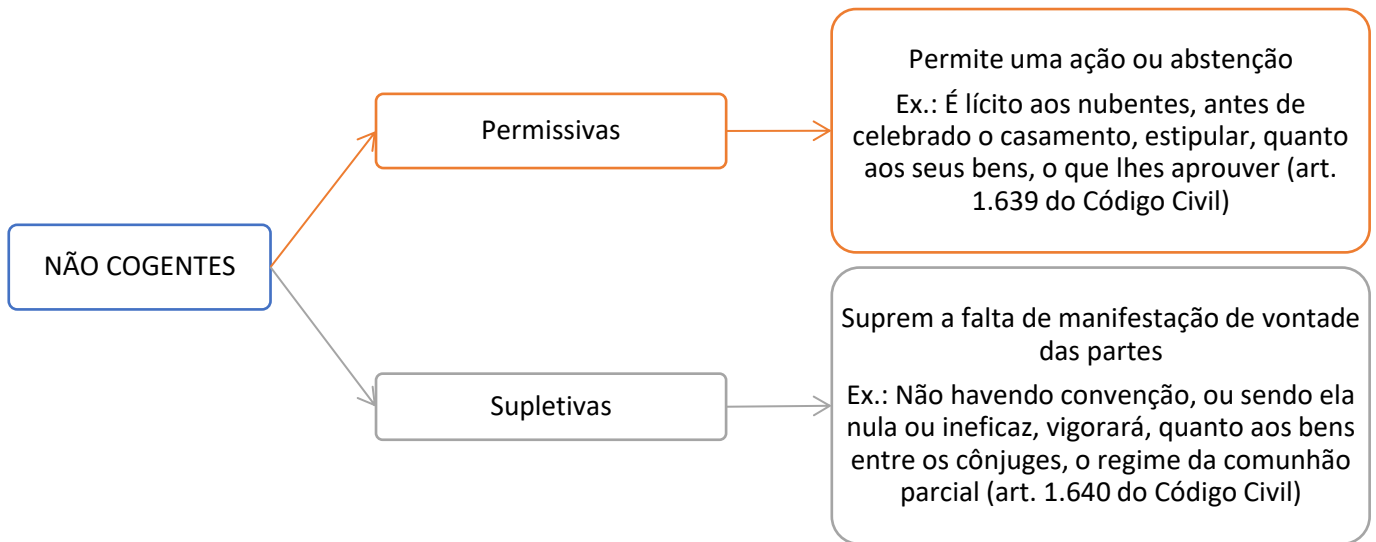 NÃO COGENTES
Permissivas
Permite uma ação ou abstenção
Ex.: É lícito aos nubentes, antes de
celebrado o casamento, estipular, quanto
aos seus bens, o que lhes aprouver (art.
1.639 do Código Civil)
Supletivas
Suprem a falta de manifestação de vontade
das partes
Ex.: Não havendo convenção, ou sendo ela
nula ou ineficaz, vigorará, quanto aos bens
entre os cônjuges, o regime da comunhão
parcial (art. 1.640 do Código Civil)